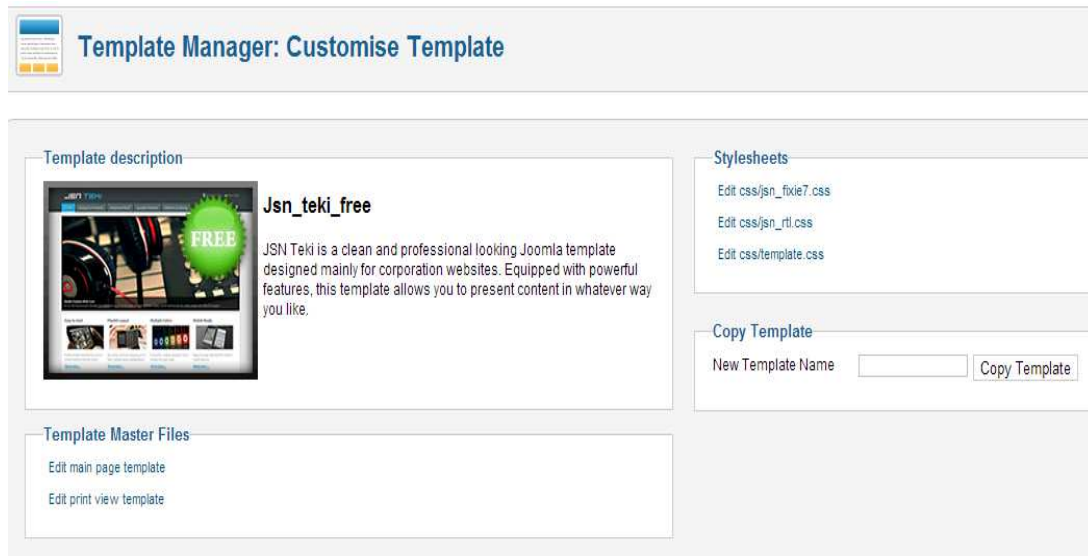 Template Manager: Customise Template
Template description
JSN TEKI
FREE
Jsn_teki_free
JSN Teki is a clean and professional looking Joomla template
designed mainly for corporation websites. Equipped with powerful
features, this template allows you to present content in whatever way
you like.
Template Master Files
Edit main page template
Edit print view template
Stylesheets
Edit css/jsn_fixie7.css
Edit css/jsn_rtl.css
Edit css/template.css
Copy Template
New Template Name
Copy Template